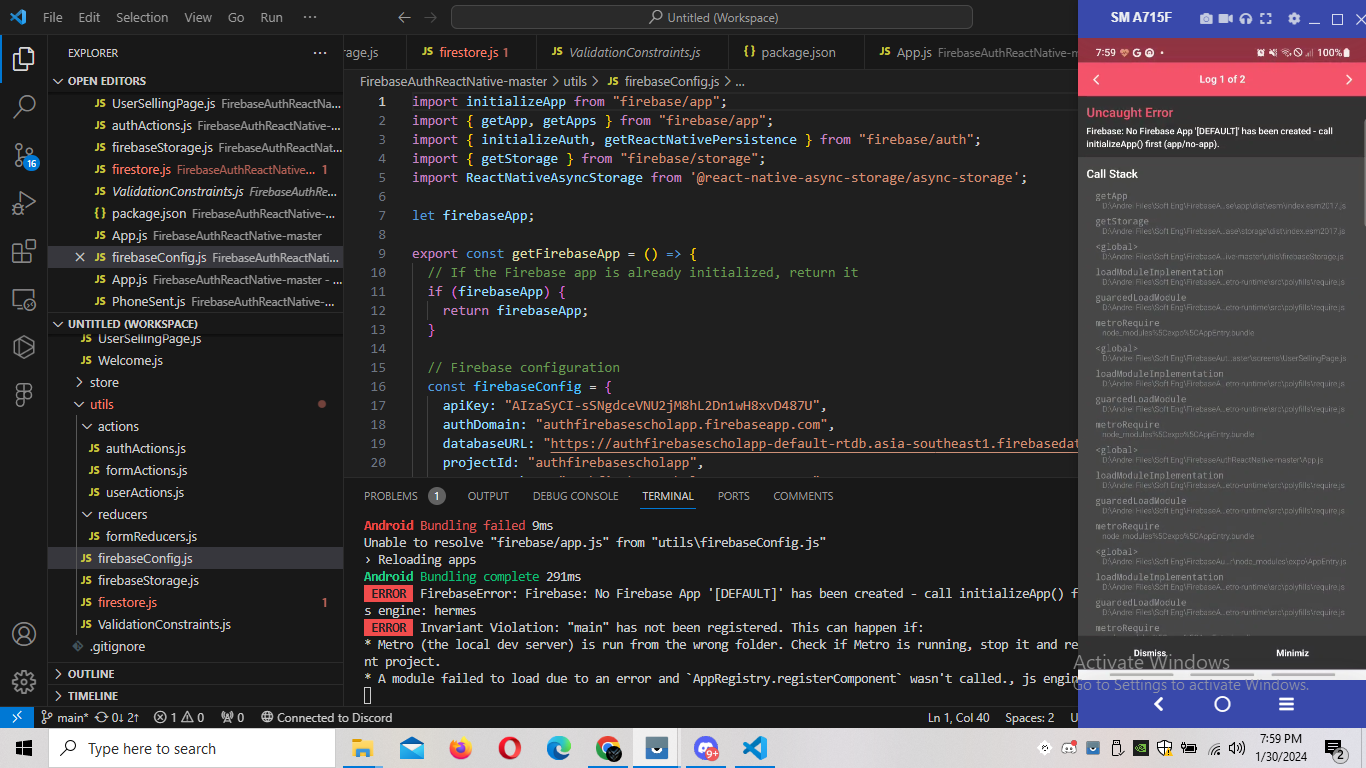 File Edit Selection View Go Run ···
Untitled (Workspace)
EXPLORER
OPEN EDITORS
UserSellingPage.js FirebaseAuthReactNa...
authActions.js FirebaseAuthReactNative-...
firebaseStorage.js FirebaseAuthReactNa...
firestore.js FirebaseAuthReactNative... 1
ValidationConstraints.js FirebaseAuthRe...
package.json FirebaseAuthReactNative-...
App.js FirebaseAuthReactNative-master
firebaseConfig.js FirebaseAuthReactNati...
App.js FirebaseAuthReactNative-master - ...
PhoneSent.js FirebaseAuthReactNative-...
UNTITLED (WORKSPACE)
UserSellingPage.js
Welcome.js
store
utils
actions
authActions.js
formActions.js
userActions.js
reducers
formReducers.js
firebaseConfig.js
firebaseStorage.js
firestore.js 1
ValidationConstraints.js
.gitignore
OUTLINE
TIMELINE
16
rage.js
JS firestore.js 1
JS ValidationConstraints.js
{} package.json
JS App.js FirebaseAuthReactNative-m
FirebaseAuthReactNative-master > utils > JS firebaseConfig.js > ...
1 import initializeApp from "firebase/app";
2 import { getApp, getApps } from "firebase/app";
3 import { initializeAuth, getReactNativePersistence } from "firebase/auth";
4 import { getStorage } from "firebase/storage";
5 import ReactNativeAsyncStorage from '@react-native-async-storage/async-storage';
6
7 let firebaseApp;
8
9 export const getFirebaseApp = () => {
10 // If the Firebase app is already initialized, return it
11 if (firebaseApp) {
12 return firebaseApp;
13 }
14
15 // Firebase configuration
16 const firebaseConfig = {
17 apiKey: "AIzaSyCI-sSNgdceVNU2jM8hL2Dn1wH8xvD487U",
18 authDomain: "authfirebasescholapp.firebaseapp.com",
19 databaseURL: "https://authfirebasescholapp-default-rtdb.asia-southeast1.firebasedat
20 projectId: "authfirebasescholapp",
PROBLEMS 1 OUTPUT DEBUG CONSOLE TERMINAL PORTS COMMENTS
Android Bundling failed 9ms
Unable to resolve "firebase/app.js" from "utils\firebaseConfig.js"
› Reloading apps
Android Bundling complete 291ms
ERROR FirebaseError: Firebase: No Firebase App '[DEFAULT]' has been created - call initializeApp() f
s engine: hermes
ERROR Invariant Violation: "main" has not been registered. This can happen if:
* Metro (the local dev server) is run from the wrong folder. Check if Metro is running, stop it and re
nt project.
* A module failed to load due to an error and `AppRegistry.registerComponent` wasn't called., js engin
SM A715F
7:59
100%
Log 1 of 2
Uncaught Error
Firebase: No Firebase App '[DEFAULT]' has been created - call
initializeApp() first (app/no-app).
Call Stack
getApp
D:\Andrei Files\Soft Eng\FirebaseA...se\app\dist\esm\index.esm2017.js
getStorage
D:\Andrei Files\Soft Eng\FirebaseA...ase\storage\dist\index.esm2017.js
<global>
D:\Andrei Files\Soft Eng\FirebaseA...ive-master\utils\firebaseStorage.js
loadModuleImplementation
D:\Andrei Files\Soft Eng\FirebaseA...etro-runtime\src\polyfills\require.js
guardedLoadModule
D:\Andrei Files\Soft Eng\FirebaseA...etro-runtime\src\polyfills\require.js
metroRequire
node_modules%5Cexpo%5CAppEntry.bundle
<global>
D:\Andrei Files\Soft Eng\FirebaseAut...aster\screens\UserSellingPage.js
loadModuleImplementation
D:\Andrei Files\Soft Eng\FirebaseA...etro-runtime\src\polyfills\require.js
guardedLoadModule
D:\Andrei Files\Soft Eng\FirebaseA...etro-runtime\src\polyfills\require.js
metroRequire
node_modules%5Cexpo%5CAppEntry.bundle
<global>
D:\Andrei Files\Soft Eng\FirebaseAuthReactNative-master\App.js
loadModuleImplementation
D:\Andrei Files\Soft Eng\FirebaseA...etro-runtime\src\polyfills\require.js
guardedLoadModule
D:\Andrei Files\Soft Eng\FirebaseA...etro-runtime\src\polyfills\require.js
metroRequire
node_modules%5Cexpo%5CAppEntry.bundle
<global>
D:\Andrei Files\Soft Eng\FirebaseA...r\node_modules\expo\AppEntry.js
loadModuleImplementation
D:\Andrei Files\Soft Eng\FirebaseA...etro-runtime\src\polyfills\require.js
guardedLoadModule
D:\Andrei Files\Soft Eng\FirebaseA...etro-runtime\src\polyfills\require.js
metroRequire
Dismiss Minimiz
Activate Windows
Go to Settings to activate Windows.
main* 0↓ 2↑ 1 0 0 Connected to Discord
Ln 1, Col 40 Spaces: 2 U
Type here to search
9+
7:59 PM
1/30/2024
2